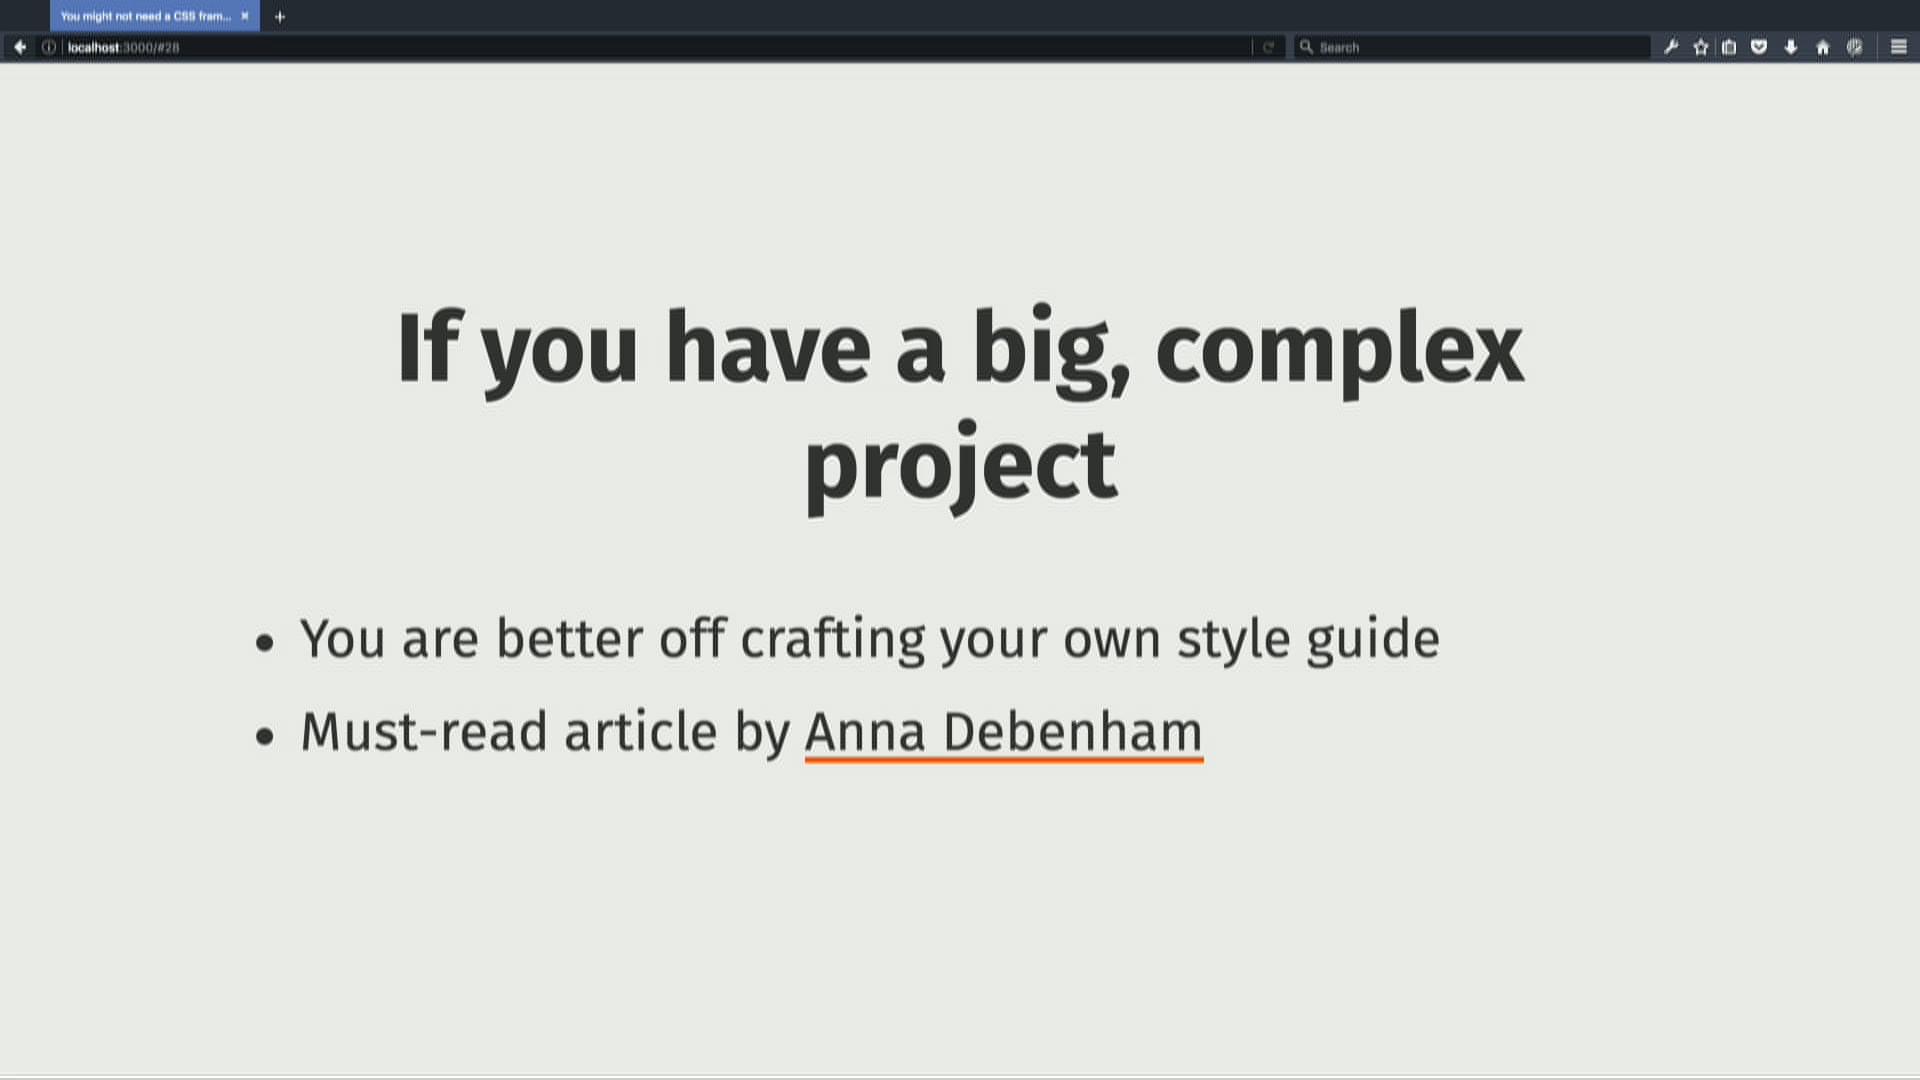 You might not need a CSS fram...
localhost:3000/#28
Search
If you have a big, complex
project
• You are better off crafting your own style guide
• Must-read article by Anna Debenham